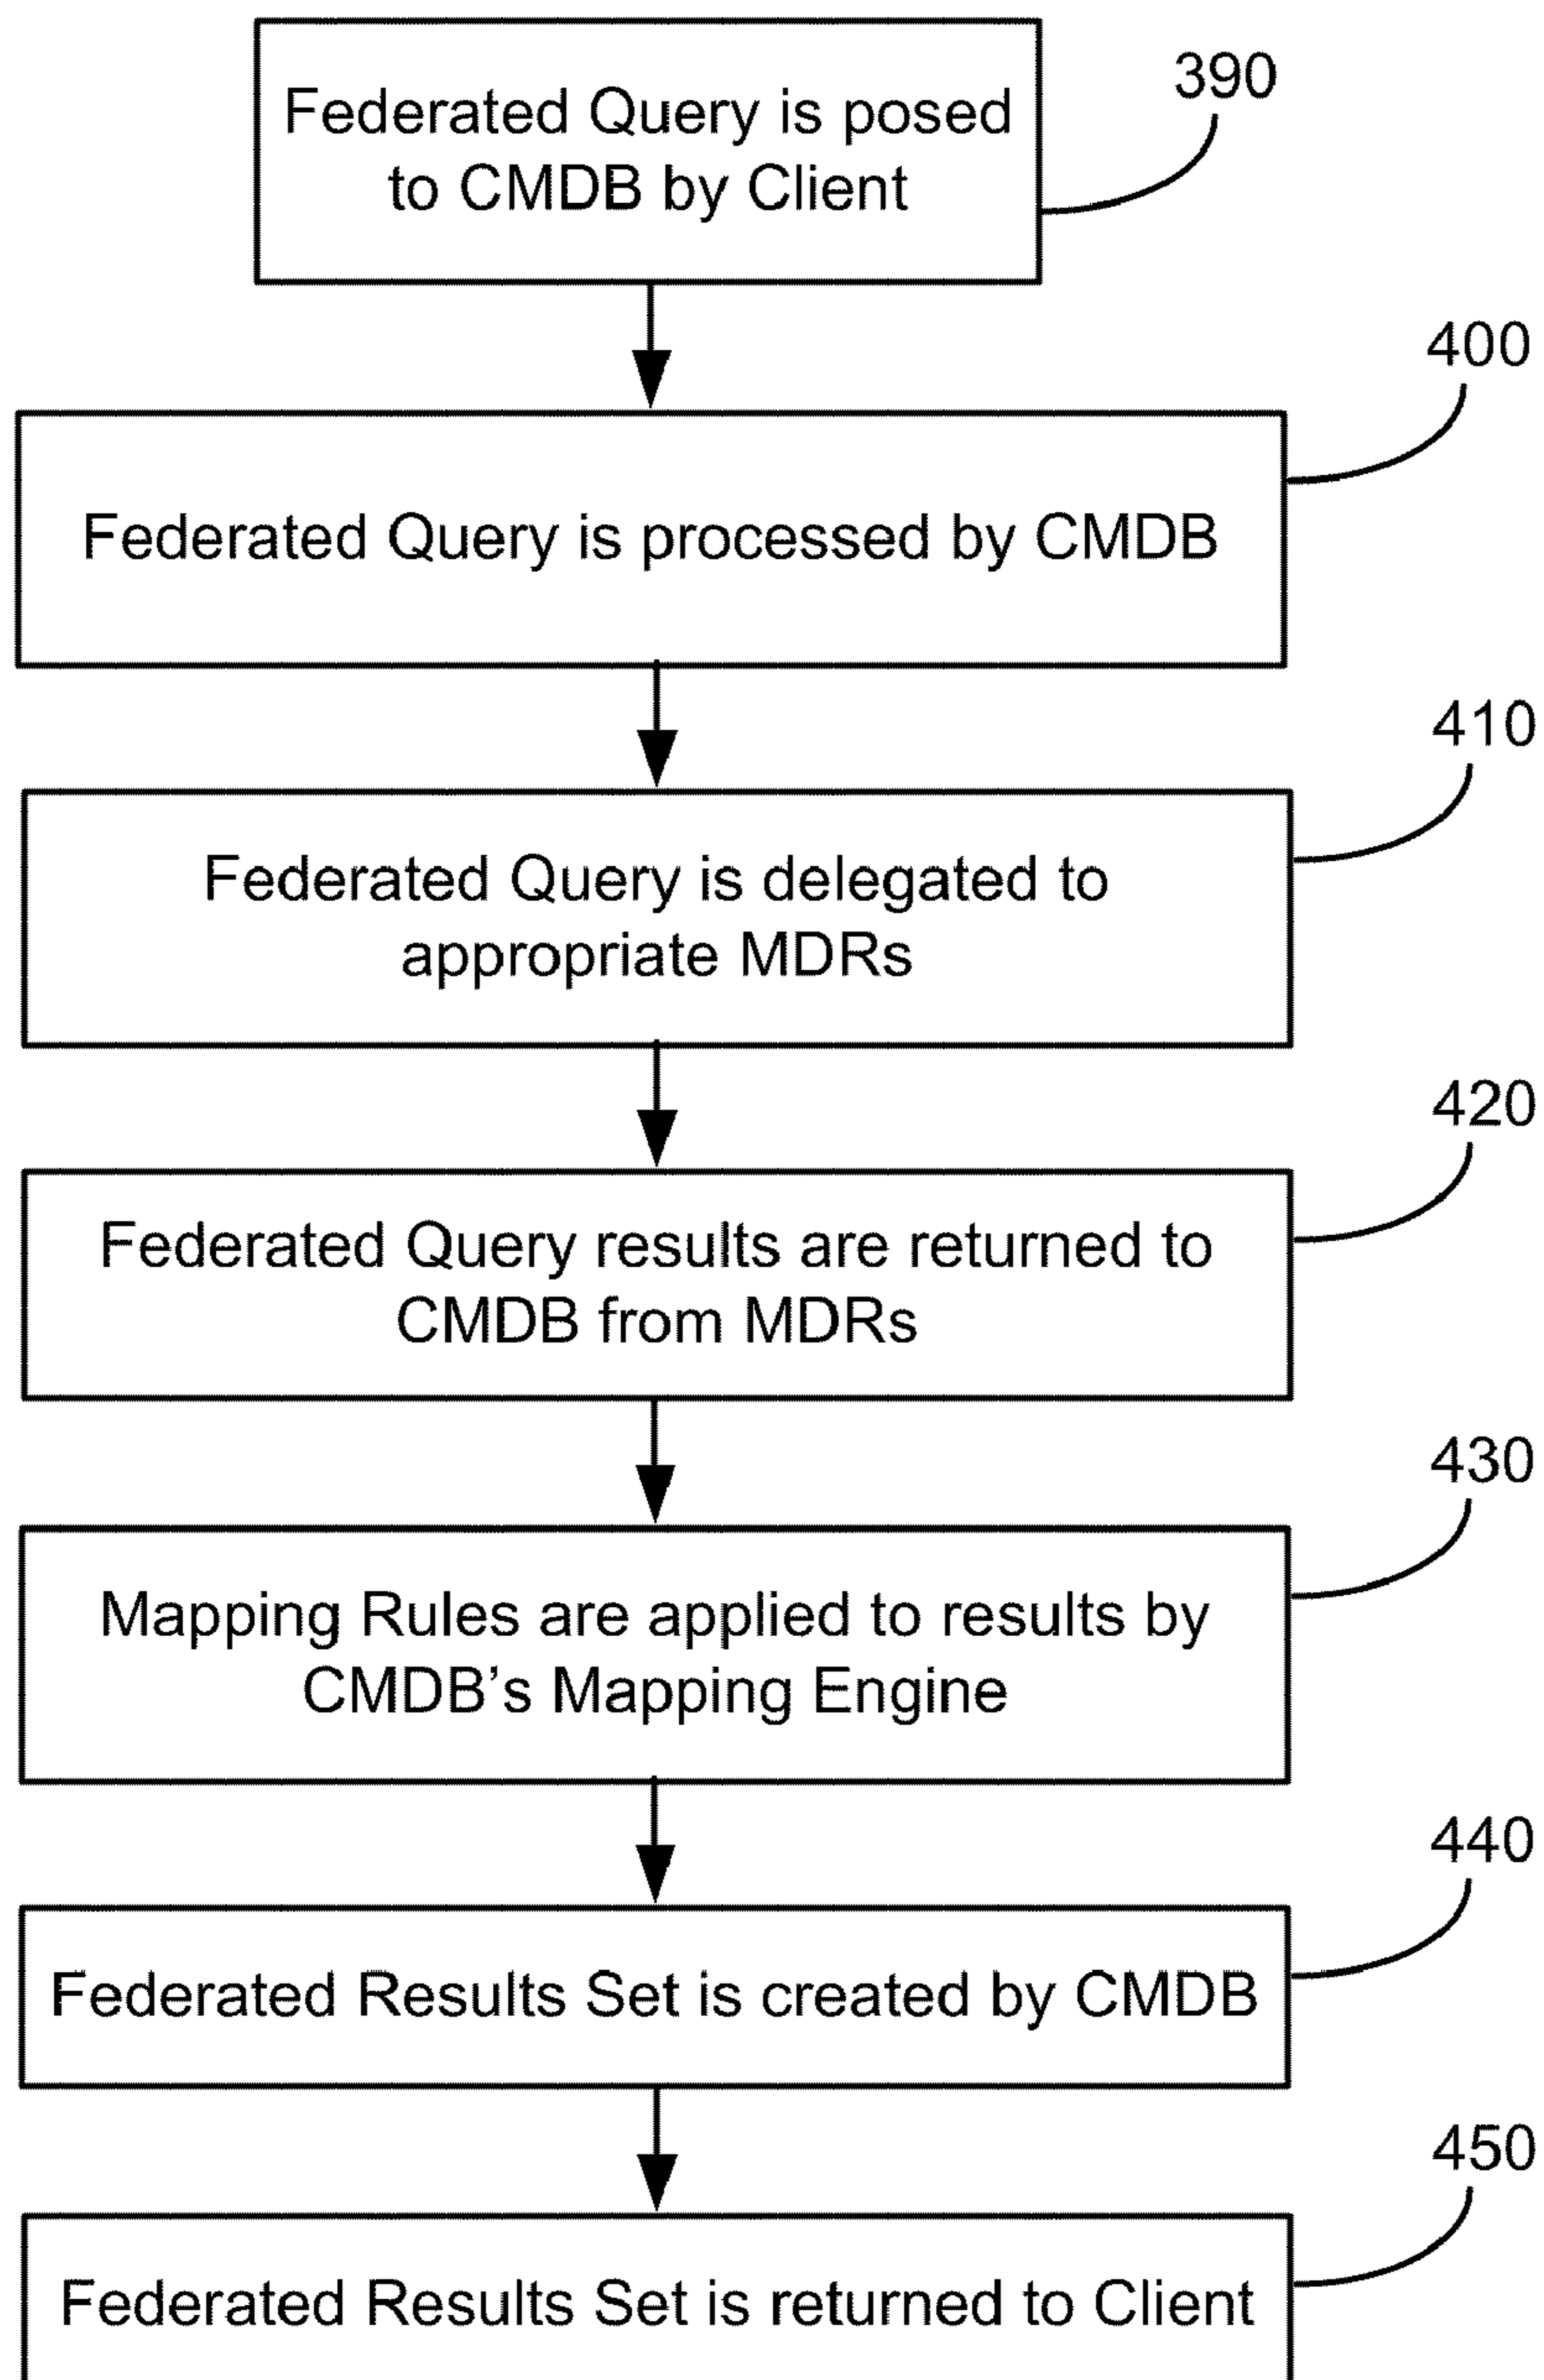 Federated Query is posed
to CMDB by Client
390
400
Federated Query is processed by CMDB
410
Federated Query is delegated to
appropriate MDRs
420
Federated Query results are returned to
CMDB from MDRs
430
Mapping Rules are applied to results by
CMDB’s Mapping Engine
440
Federated Results Set is created by CMDB
450
Federated Results Set is returned to Client